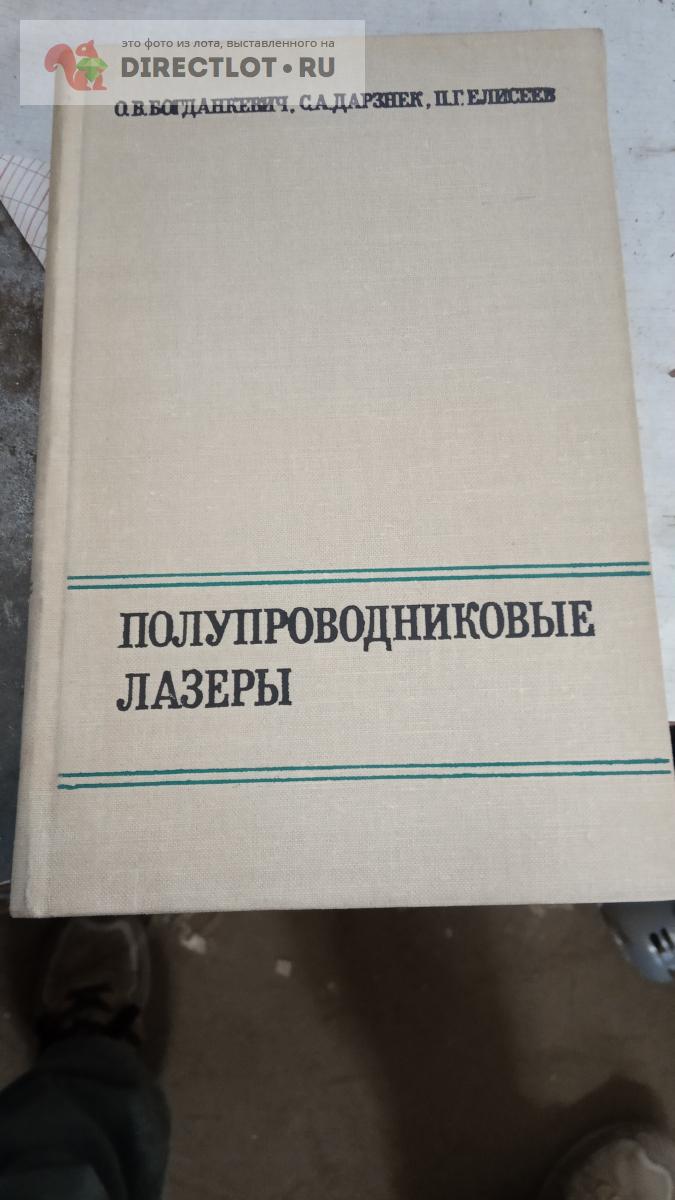 это фото из лота, выставленного на
DIRECTLOT•RU
О.В.БОГДАНКЕВИЧ, С.А.ДАРЗНЕК, П.Г.ЕЛИСЕЕВ
ПОЛУПРОВОДНИКОВЫЕ
ЛАЗЕРЫ